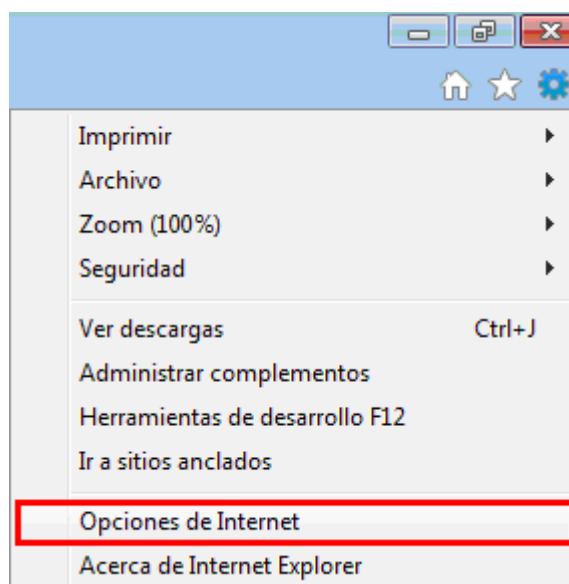 Imprimir
Archivo
Zoom (100%)
Seguridad
Ver descargas Ctrl+J
Administrar complementos
Herramientas de desarrollo F12
Ir a sitios anclados
Opciones de Internet
Acerca de Internet Explorer